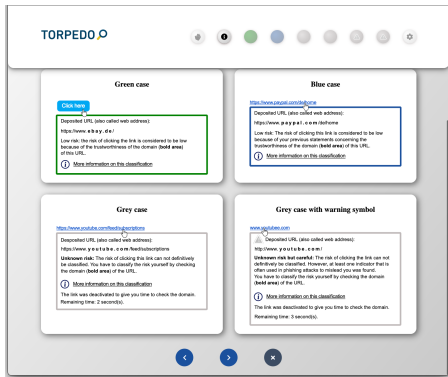 TORPEDO
Green case
Click here
Deposited URL (also called web address):
https://www.ebay.de/
Low risk: the risk of clicking the link is considered to be low
because of the trustworthiness of the domain (bold area)
of this URL.
More information on this classification
Blue case
https://www.paypal.com/de/home
Deposited URL (also called web address):
https://www.paypal.com/de/home
Low risk: The risk of clicking this link is considered to be low
because of your previous statements concerning the
trustworthiness of the domain (bold area) of this URL.
More information on this classification
Grey case
https://www.youtube.com/feed/subscriptions
Deposited URL (also called web address):
https://www.youtube.com/feed/subscriptions
Unknown risk: The risk of clicking this link can not definitively
be classified. You have to classify the risk yourself by checking
the domain (bold area) of the URL.
More information on this classification
The link was deactivated to give you time to check the domain.
Remaining time: 2 second(s).
Grey case with warning symbol
www.youtubee.com
Deposited URL (also called web address):
http://www.youtube.com/
Unknown risk but careful: The risk of clicking the link can not
definitively be classified. However, at least one indicator that is
often used in phishing attacks to mislead you was found.
You have to classify the risk yourself by checking the domain
(bold area) of the URL.
More information on this classification
The link was deactivated to give you time to check the domain.
Remaining time: 3 second(s).